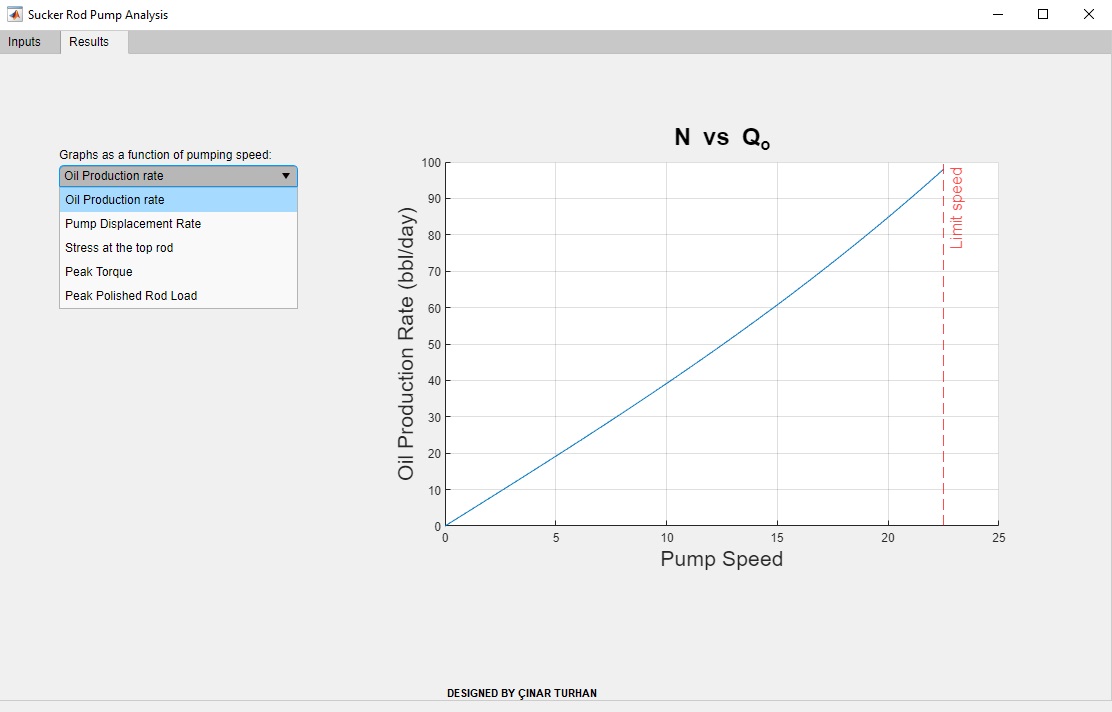 Sucker Rod Pump Analysis
Inputs
Results
Graphs as a function of pumping speed:
Oil Production rate
Oil Production rate
Pump Displacement Rate
Stress at the top rod
Peak Torque
Peak Polished Rod Load
N vs Qo
Oil Production Rate (bbl/day)
100
90
80
70
60
50
40
30
20
10
0
Limit speed
0 5 10 15 20 25
Pump Speed
DESIGNED BY ÇINAR TURHAN